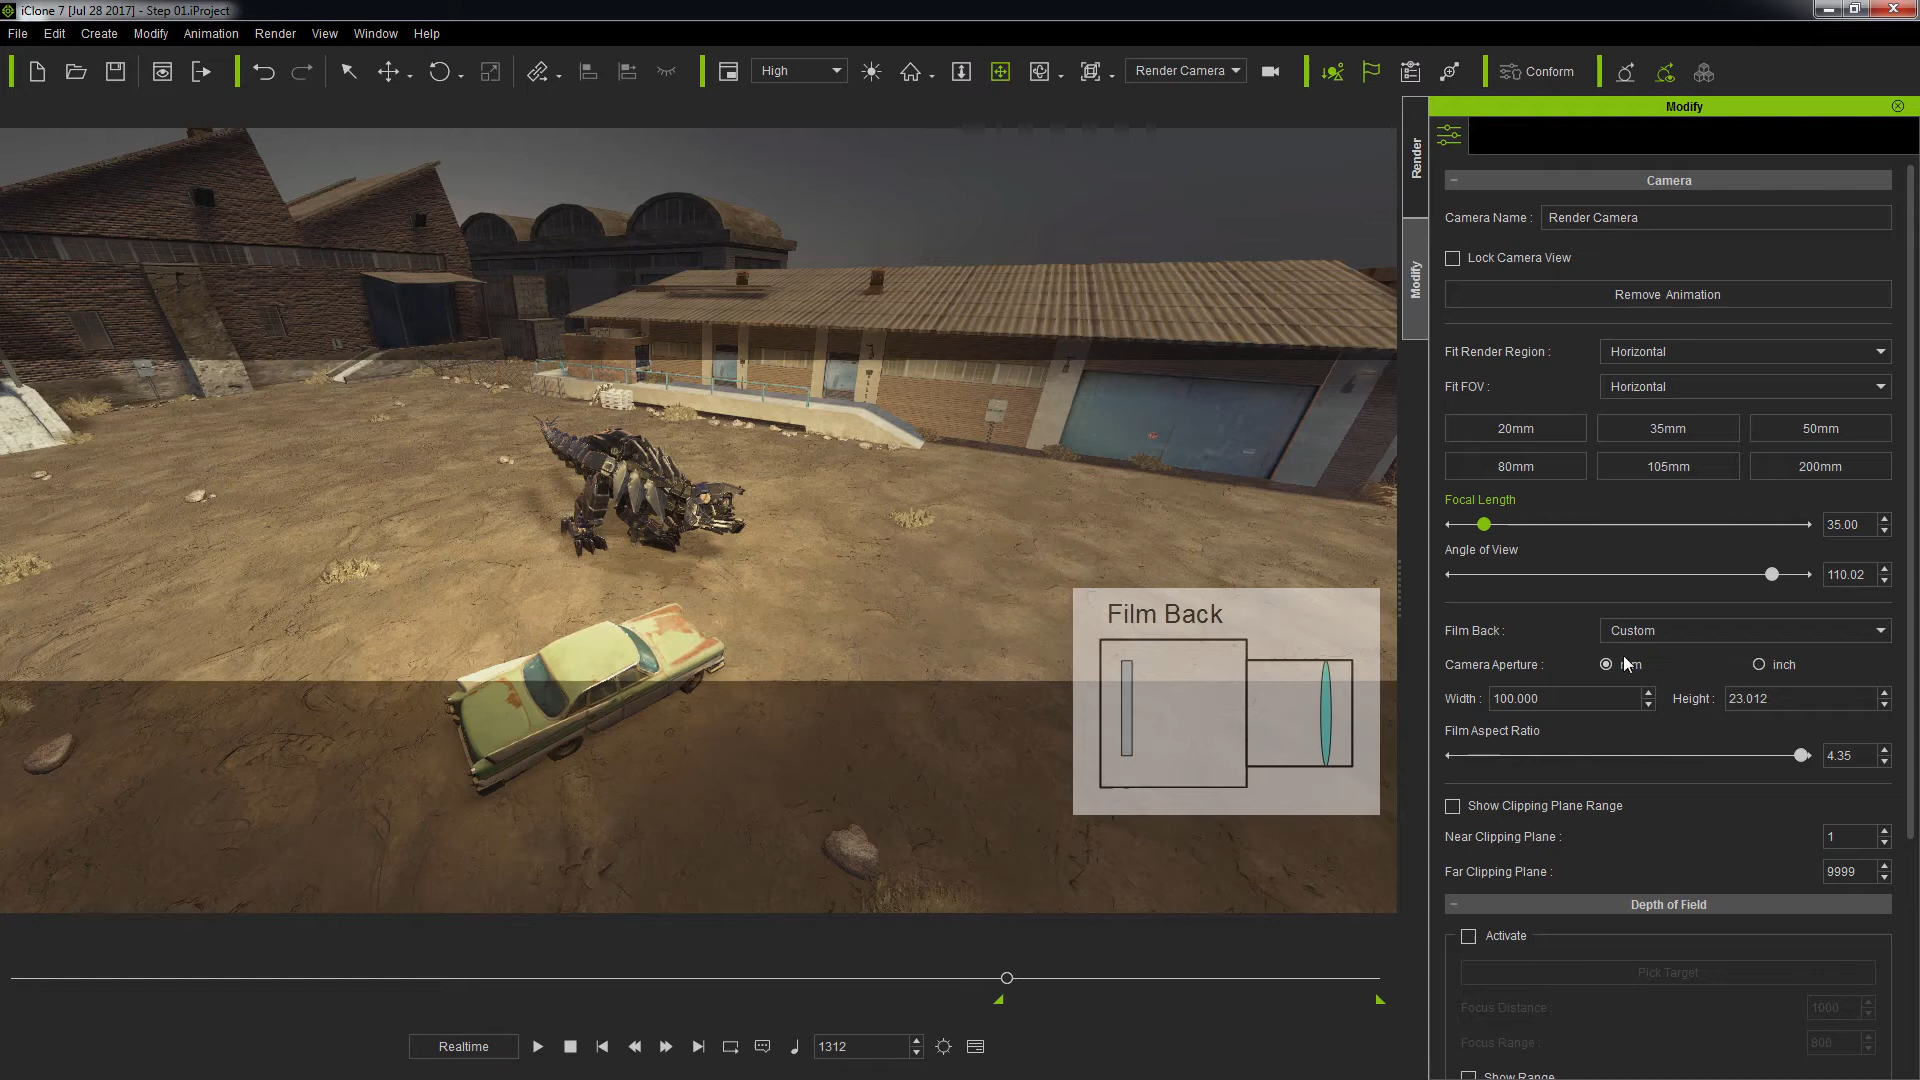 iClone 7 [Jul 28 2017] - Step 01.iProject
File Edit Create Modify Animation Render View Window Help
High Render Camera Conform
Modify
Render
Modify
Camera
Camera Name : Render Camera
Lock Camera View
Remove Animation
Fit Render Region : Horizontal
Fit FOV : Horizontal
20mm 35mm 50mm
80mm 105mm 200mm
Focal Length
35.00
Angle of View
110.02
Film Back
Film Back : Custom
Camera Aperture : mm inch
Width : 100.000 Height : 23.012
Film Aspect Ratio
4.35
Show Clipping Plane Range
Near Clipping Plane : 1
Far Clipping Plane : 9999
Depth of Field
Activate
Pick Target
Focus Distance : 1000
Focus Range : 800
Show Range
Realtime 1312